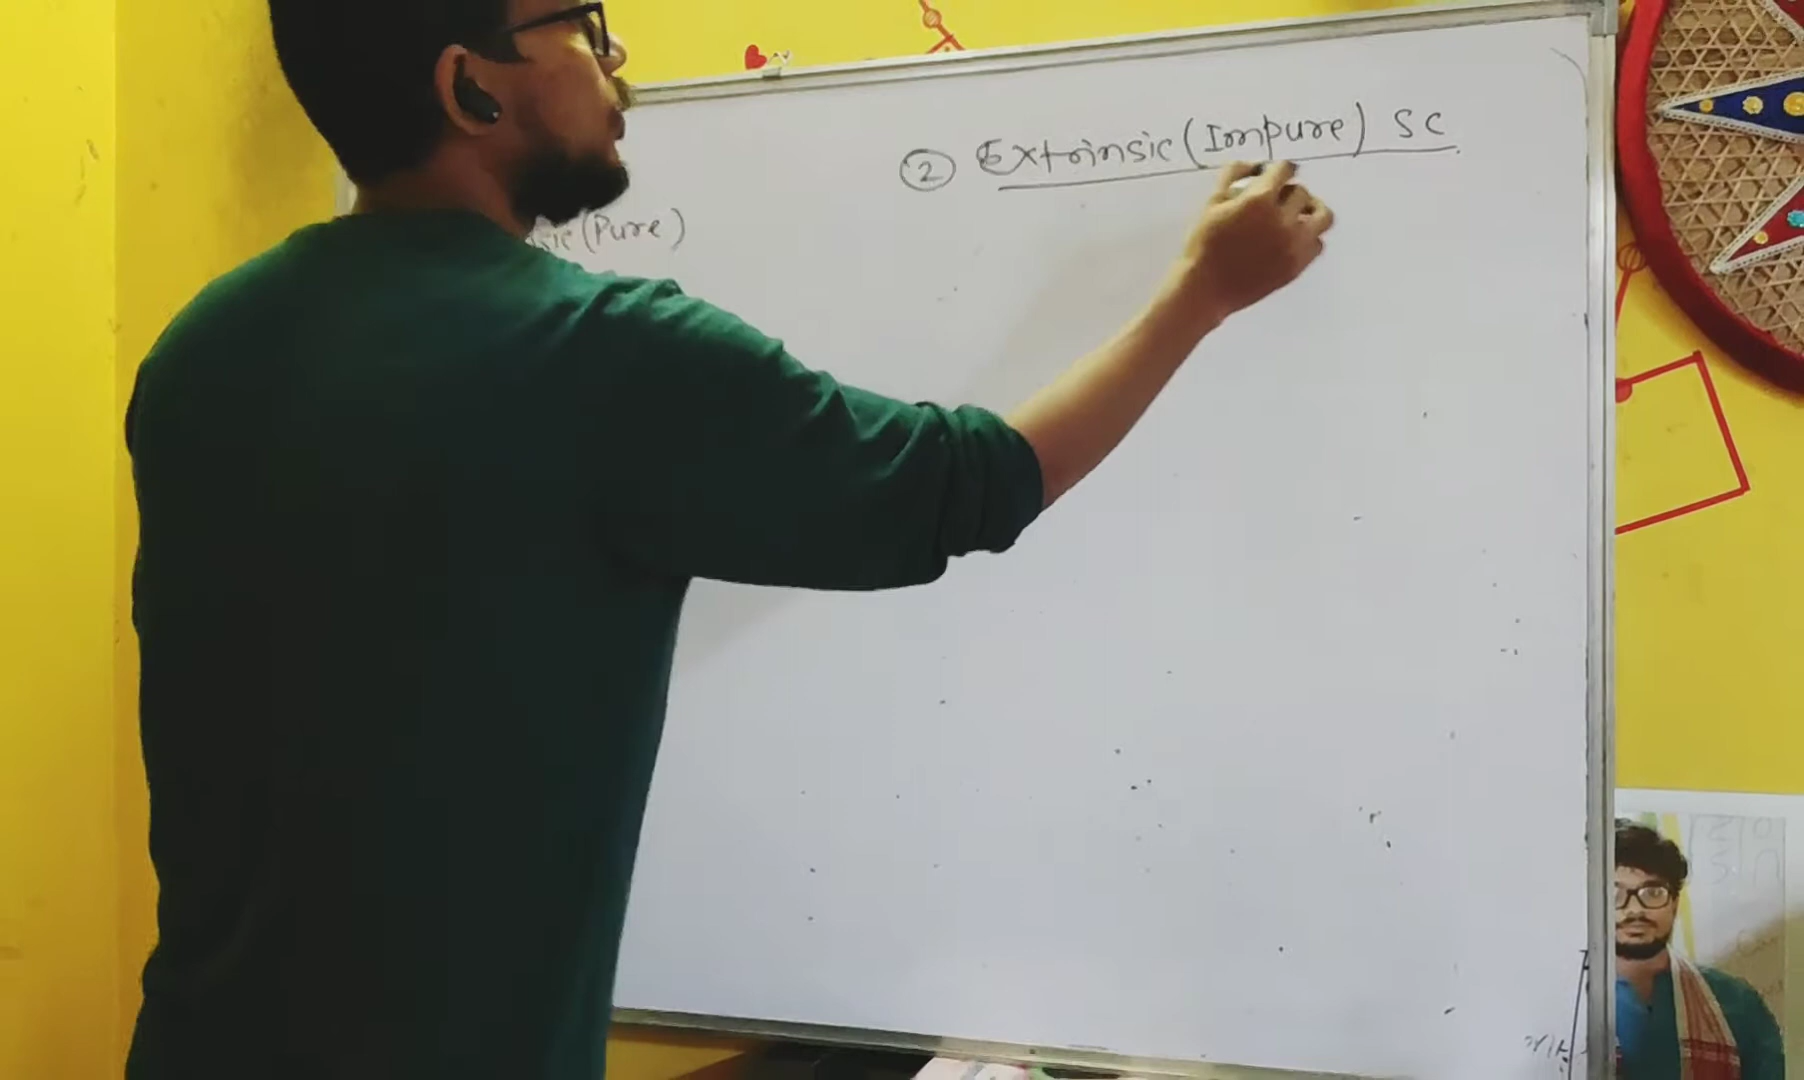 ② Extrinsic (Impure) SC
(Pure)